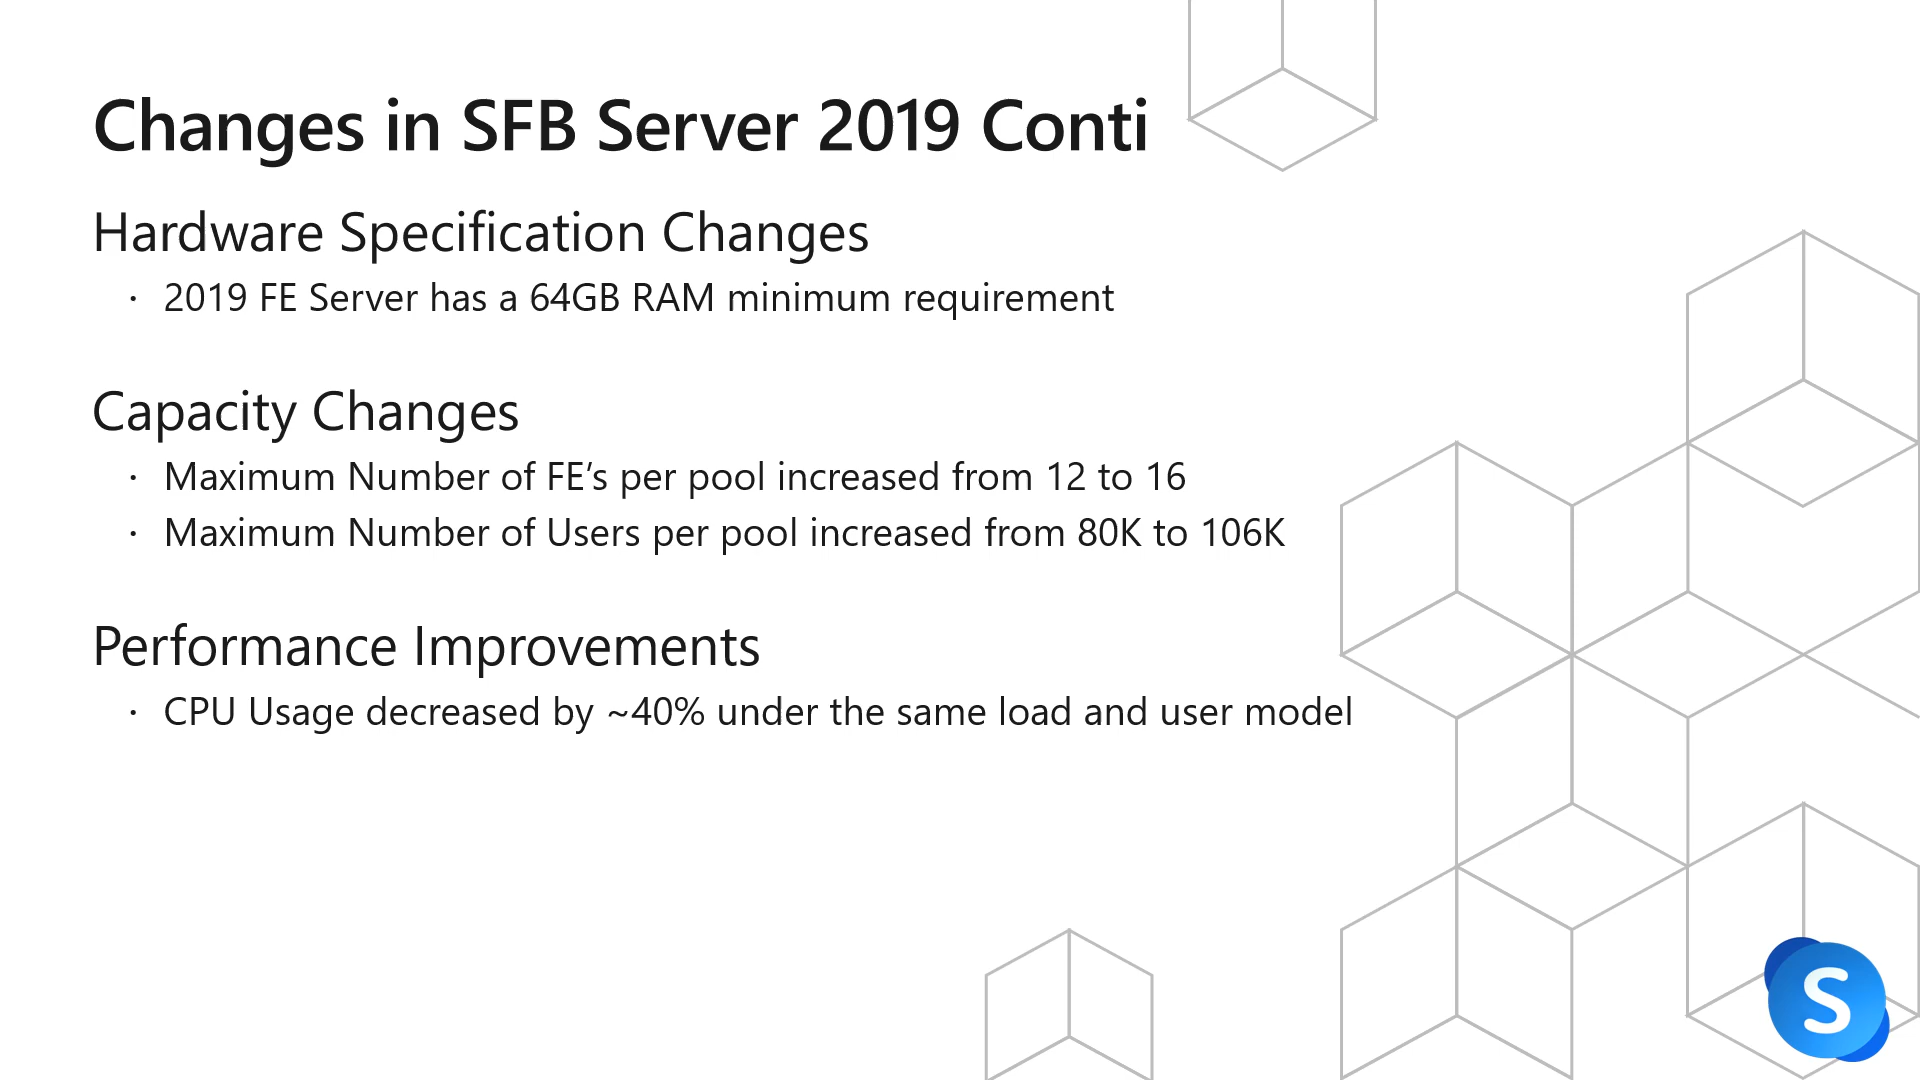 Changes in SFB Server 2019 Conti
Hardware Specification Changes
· 2019 FE Server has a 64GB RAM minimum requirement
Capacity Changes
· Maximum Number of FE’s per pool increased from 12 to 16
· Maximum Number of Users per pool increased from 80K to 106K
Performance Improvements
· CPU Usage decreased by ~40% under the same load and user model
S